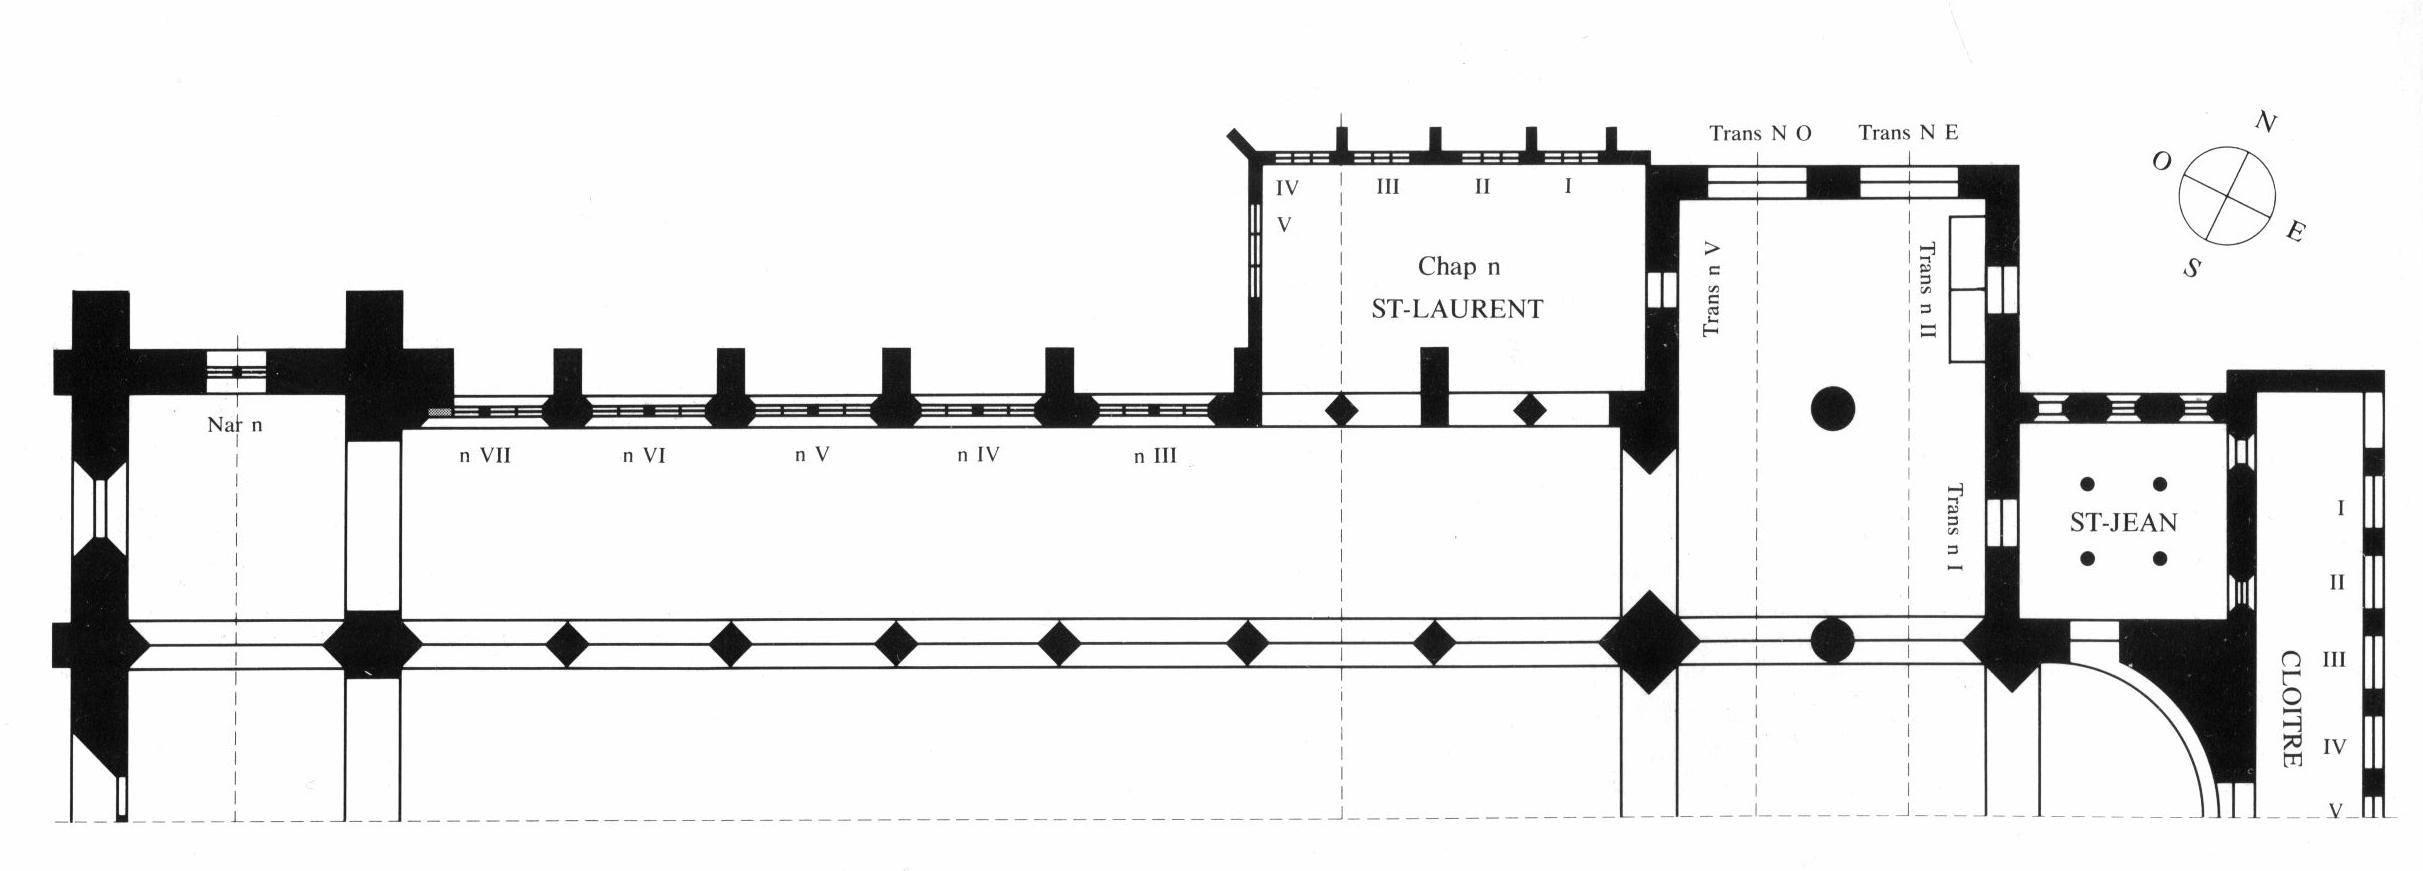 N
O
E
S
Trans N O
Trans N E
IV
III
II
I
V
Chap n
ST-LAURENT
Trans n V
Trans n II
Nar n
n VII
n VI
n V
n IV
n III
Trans n I
ST-JEAN
I
II
III
IV
V
CLOITRE